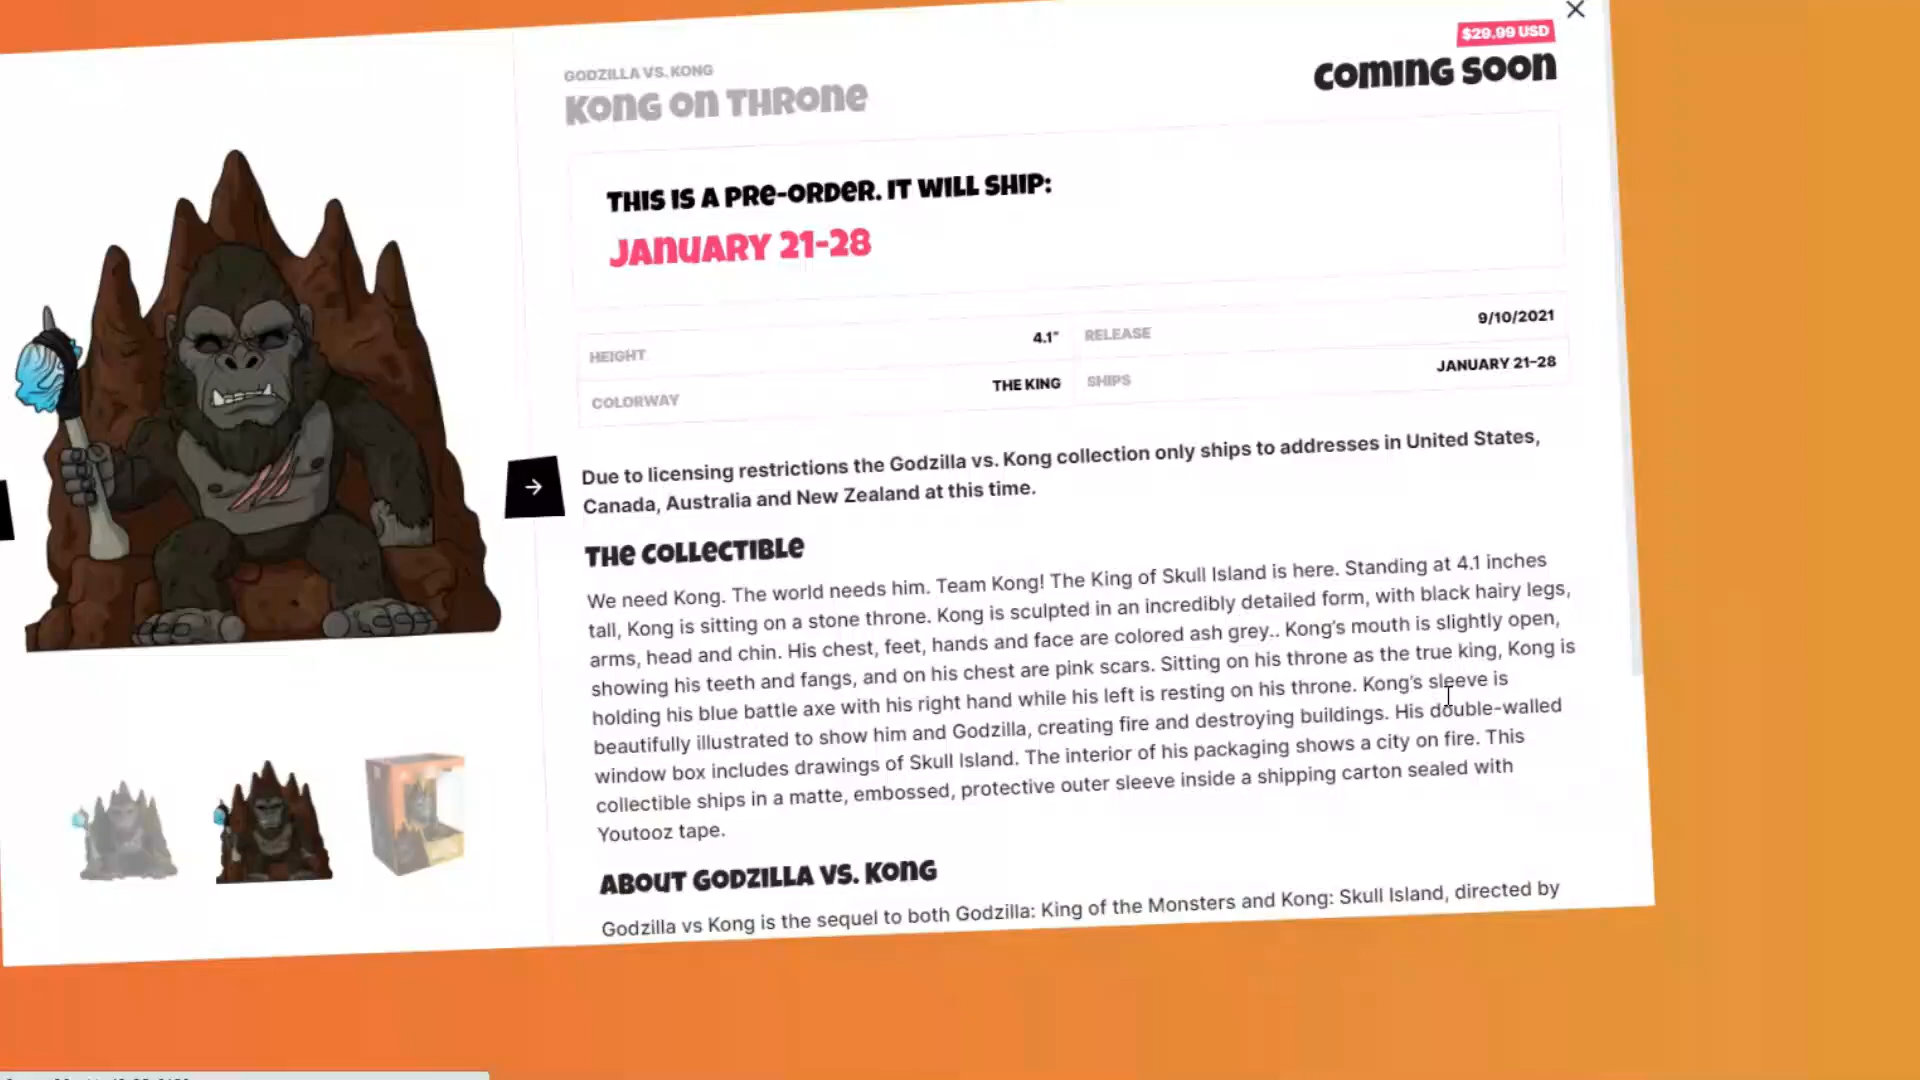 $29.99 USD
GODZILLA VS. KONG
KONG ON THRONE
COMING SOON
THIS IS A PRE-ORDER. IT WILL SHIP:
JANUARY 21-28
HEIGHT 4.1"
RELEASE 9/10/2021
COLORWAY THE KING
SHIPS JANUARY 21-28
Due to licensing restrictions the Godzilla vs. Kong collection only ships to addresses in United States,
Canada, Australia and New Zealand at this time.
THE COLLECTIBLE
We need Kong. The world needs him. Team Kong! The King of Skull Island is here. Standing at 4.1 inches
tall, Kong is sitting on a stone throne. Kong is sculpted in an incredibly detailed form, with black hairy legs,
arms, head and chin. His chest, feet, hands and face are colored ash grey.. Kong's mouth is slightly open,
showing his teeth and fangs, and on his chest are pink scars. Sitting on his throne as the true king, Kong is
holding his blue battle axe with his right hand while his left is resting on his throne. Kong's sleeve is
beautifully illustrated to show him and Godzilla, creating fire and destroying buildings. His double-walled
window box includes drawings of Skull Island. The interior of his packaging shows a city on fire. This
collectible ships in a matte, embossed, protective outer sleeve inside a shipping carton sealed with
Youtooz tape.
ABOUT GODZILLA VS. KONG
Godzilla vs Kong is the sequel to both Godzilla: King of the Monsters and Kong: Skull Island, directed by